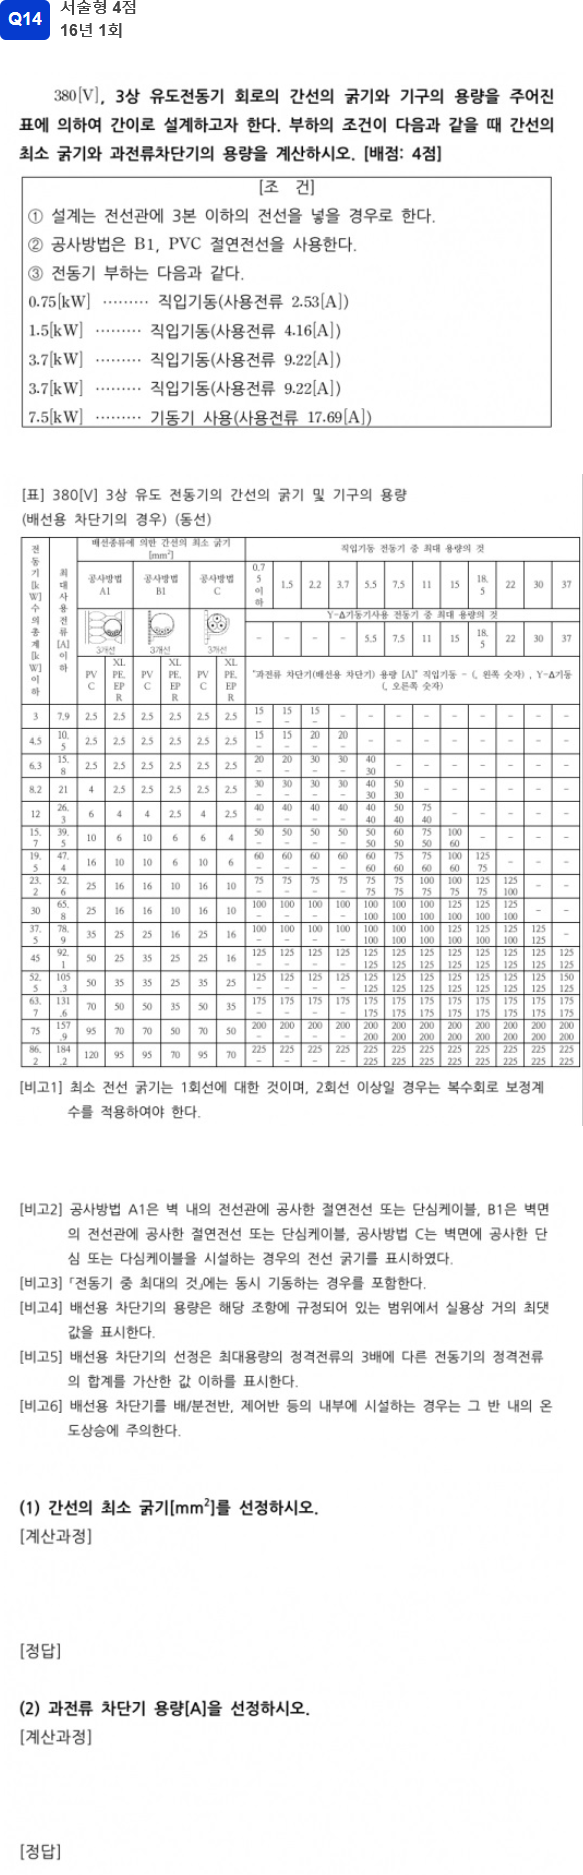 Q14
서술형 4점
16년 1회
380[V], 3상 유도전동기 회로의 간선의 굵기와 기구의 용량을 주어진
표에 의하여 간이로 설계하고자 한다. 부하의 조건이 다음과 같을 때 간선의
최소 굵기와 과전류차단기의 용량을 계산하시오. [배점: 4점]
[조 건]
① 설계는 전선관에 3본 이하의 전선을 넣을 경우로 한다.
② 공사방법은 B1, PVC 절연전선을 사용한다.
③ 전동기 부하는 다음과 같다.
0.75[kW] ········· 직입기동(사용전류 2.53[A])
1.5[kW] ········· 직입기동(사용전류 4.16[A])
3.7[kW] ········· 직입기동(사용전류 9.22[A])
3.7[kW] ········· 직입기동(사용전류 9.22[A])
7.5[kW] ········· 기동기 사용(사용전류 17.69[A])
[표] 380[V] 3상 유도 전동기의 간선의 굵기 및 기구의 용량
(배선용 차단기의 경우) (동선)
전동기[kW]수의총계[kW]이하 최대사용전류[A]이하 배선종류에 의한 간선의 최소 굵기[mm²] 직입기동 전동기 중 최대 용량의 것
공사방법 A1 공사방법 B1 공사방법 C 0.75이하 1.5 2.2 3.7 5.5 7.5 11 15 18.5 22 30 37
Y-Δ기동기사용 전동기 중 최대 용량의 것
3개선 3개선 3개선 - - - - 5.5 7.5 11 15 18.5 22 30 37
PVC XLPE.EPR PVC XLPE.EPR PVC XLPE.EPR "과전류 차단기(배선용 차단기) 용량 [A]" 직입기동 - (, 왼쪽 숫자) , Y=Δ기동(, 오른쪽 숫자)
3 7.9 2.5 2.5 2.5 2.5 2.5 2.5 15 15 15 - - - - - - - - -
- - -
4.5 10.5 2.5 2.5 2.5 2.5 2.5 2.5 15 15 20 20 - - - - - - - -
- - - -
6.3 15.8 2.5 2.5 2.5 2.5 2.5 2.5 20 20 30 30 40 - - - - - - -
- - - - 30
8.2 21 4 2.5 2.5 2.5 2.5 2.5 30 30 30 30 40 50 - - - - - -
- - - - 30 30
12 26.3 6 4 4 2.5 4 2.5 40 40 40 40 40 50 75 - - - - -
- - - - 40 40 40
15.7 39.5 10 6 10 6 6 4 50 50 50 50 50 60 75 100 - - - -
- - - - 50 50 50 60
19.5 47.4 16 10 10 6 10 6 60 60 60 60 60 75 75 100 125 - - -
- - - - 60 60 60 60 75
23.2 52.6 25 16 16 10 16 10 75 75 75 75 75 75 100 100 125 125 - -
- - - - 75 75 75 75 75 100
30 65.8 25 16 16 10 16 10 100 100 100 100 100 100 100 125 125 125 - -
- - - - 100 100 100 100 100 100
37.5 78.9 35 25 25 16 25 16 100 100 100 100 100 100 100 125 125 125 125 -
- - - - 100 100 100 100 100 100 125
45 92.1 50 25 35 25 25 16 125 125 125 125 125 125 125 125 125 125 125 125
- - - - 125 125 125 125 125 125 125 125
52.5 105.3 50 35 35 25 35 25 125 125 125 125 125 125 125 125 125 125 125 150
- - - - 125 125 125 125 125 125 125 125
63.7 131.6 70 50 50 35 50 35 175 175 175 175 175 175 175 175 175 175 175 175
- - - - 175 175 175 175 175 175 175 175
75 157.9 95 70 70 50 70 50 200 200 200 200 200 200 200 200 200 200 200 200
- - - - 200 200 200 200 200 200 200 200
86.2 184.2 120 95 95 70 95 70 225 225 225 225 225 225 225 225 225 225 225 225
- - - - 225 225 225 225 225 225 225 225
[비고1] 최소 전선 굵기는 1회선에 대한 것이며, 2회선 이상일 경우는 복수회로 보정계
수를 적용하여야 한다.
[비고2] 공사방법 A1은 벽 내의 전선관에 공사한 절연전선 또는 단심케이블, B1은 벽면
의 전선관에 공사한 절연전선 또는 단심케이블, 공사방법 C는 벽면에 공사한 단
심 또는 다심케이블을 시설하는 경우의 전선 굵기를 표시하였다.
[비고3] 「전동기 중 최대의 것」에는 동시 기동하는 경우를 포함한다.
[비고4] 배선용 차단기의 용량은 해당 조항에 규정되어 있는 범위에서 실용상 거의 최댓
값을 표시한다.
[비고5] 배선용 차단기의 선정은 최대용량의 정격전류의 3배에 다른 전동기의 정격전류
의 합계를 가산한 값 이하를 표시한다.
[비고6] 배선용 차단기를 배/분전반, 제어반 등의 내부에 시설하는 경우는 그 반 내의 온
도상승에 주의한다.
(1) 간선의 최소 굵기[mm²]를 선정하시오.
[계산과정]
[정답]
(2) 과전류 차단기 용량[A]을 선정하시오.
[계산과정]
[정답]